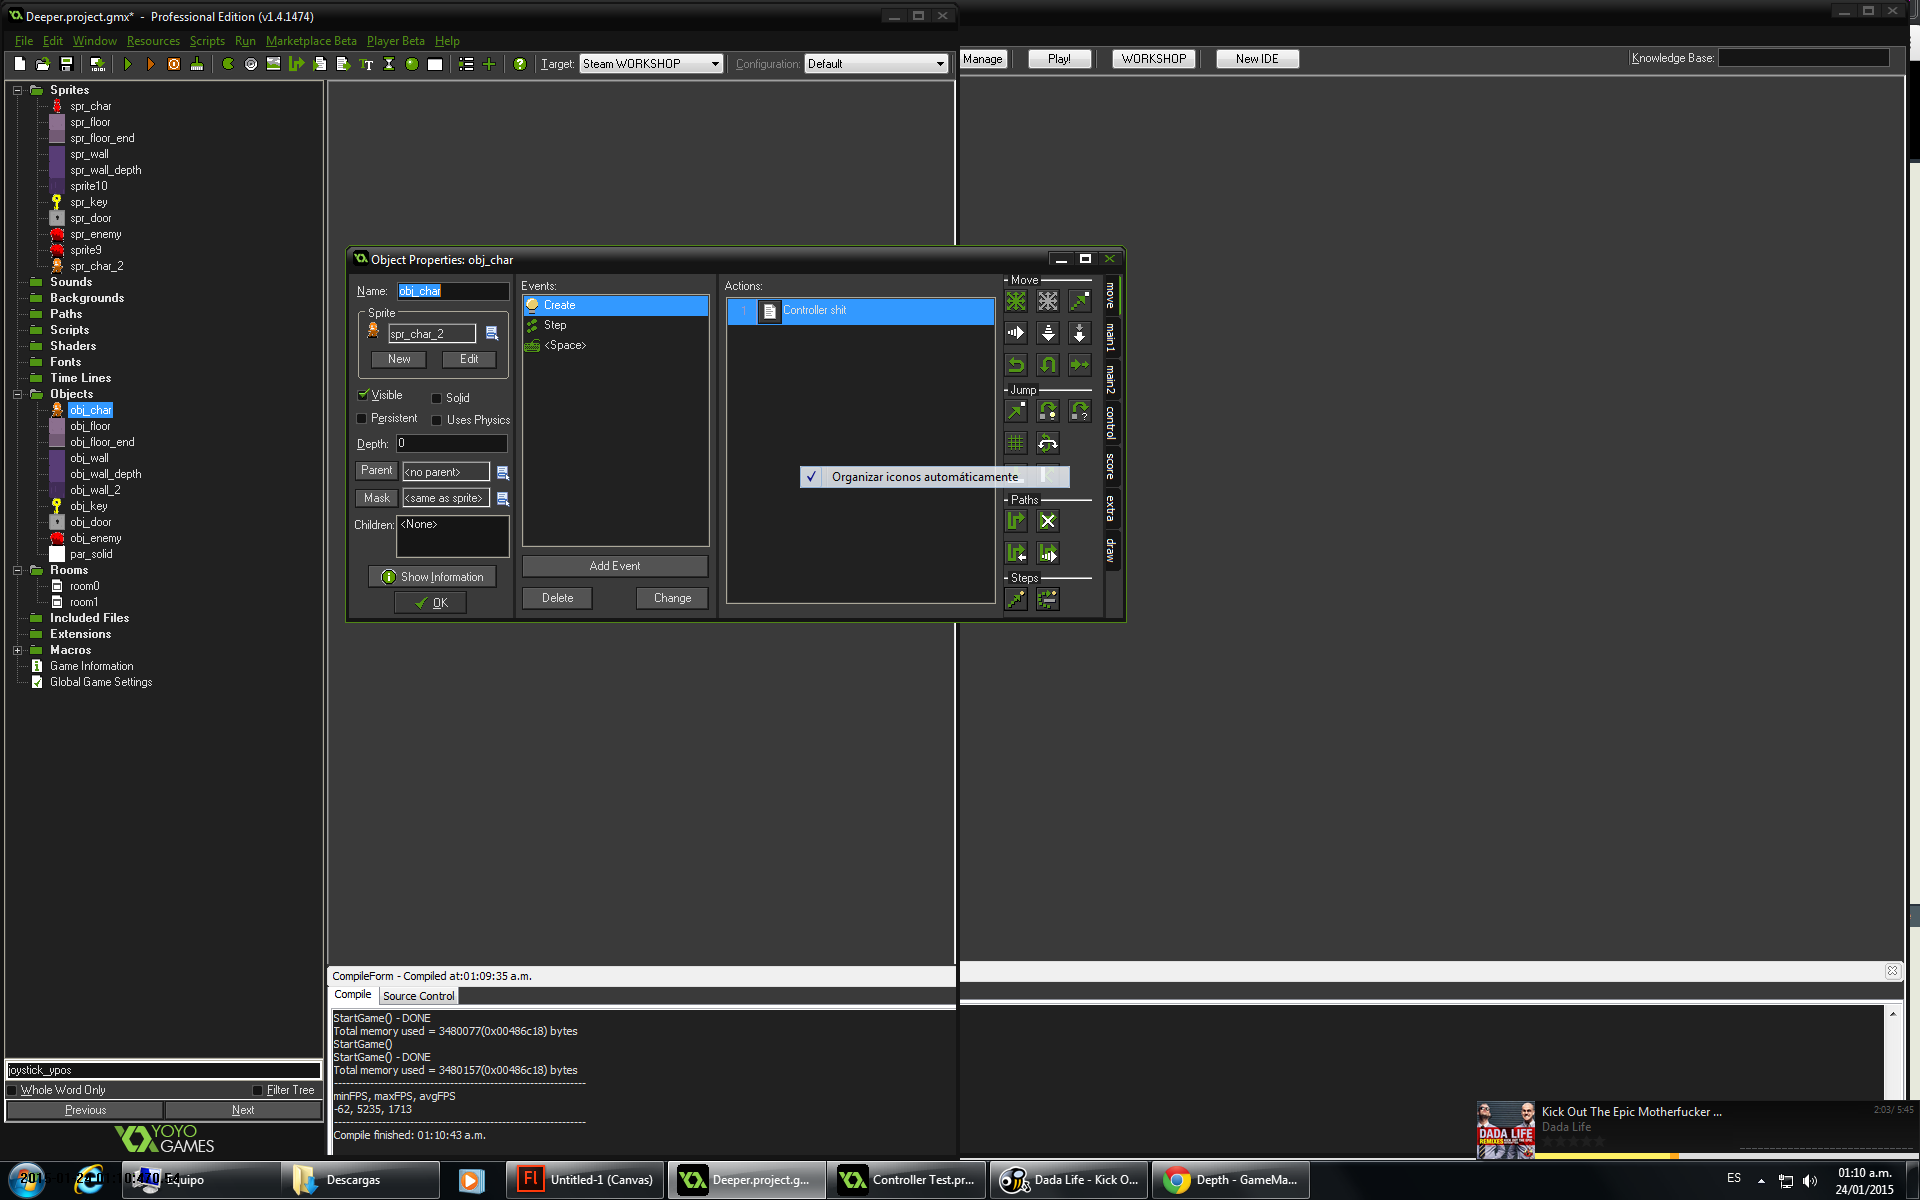 Deeper.project.gmx* - Professional Edition (v1.4.1474)
File Edit Window Resources Scripts Run Marketplace Beta Player Beta Help
Target: Steam WORKSHOP Configuration: Default
Manage Play! WORKSHOP New IDE Knowledge Base:
Sprites
spr_char
spr_floor
spr_floor_end
spr_wall
spr_wall_depth
sprite10
spr_key
spr_door
spr_enemy
sprite9
spr_char_2
Sounds
Backgrounds
Paths
Scripts
Shaders
Fonts
Time Lines
Objects
obj_char
obj_floor
obj_floor_end
obj_wall
obj_wall_depth
obj_wall_2
obj_key
obj_door
obj_enemy
par_solid
Rooms
room0
room1
Included Files
Extensions
Macros
Game Information
Global Game Settings
Object Properties: obj_char
Name: obj_char
Sprite
spr_char_2
New Edit
Visible Solid
Persistent Uses Physics
Depth: 0
Parent <no parent>
Mask <same as sprite>
Children: <None>
Show Information
OK
Events:
Create
Step
<Space>
Add Event
Delete Change
Actions:
1 Controller shit
Organizar iconos automáticamente
Move
Jump
Paths
Steps
move
main1
main2
control
score
extra
draw
CompileForm - Compiled at:01:09:35 a.m.
Compile Source Control
StartGame() - DONE
Total memory used = 3480077(0x00486c18) bytes
StartGame()
StartGame() - DONE
Total memory used = 3480157(0x00486c18) bytes
minFPS, maxFPS, avgFPS
-62, 5235, 1713
Compile finished: 01:10:43 a.m.
joystick_ypos
Whole Word Only Filter Tree
Previous Next
YOYO
GAMES
Kick Out The Epic Motherfucker ... 2:03/ 5:45
Dada Life
DADA LIFE
Equipo
Descargas
Untitled-1 (Canvas)
Deeper.project.g...
Controller Test.pr...
Dada Life - Kick O...
Depth - GameMa...
ES
01:10 a.m.
24/01/2015